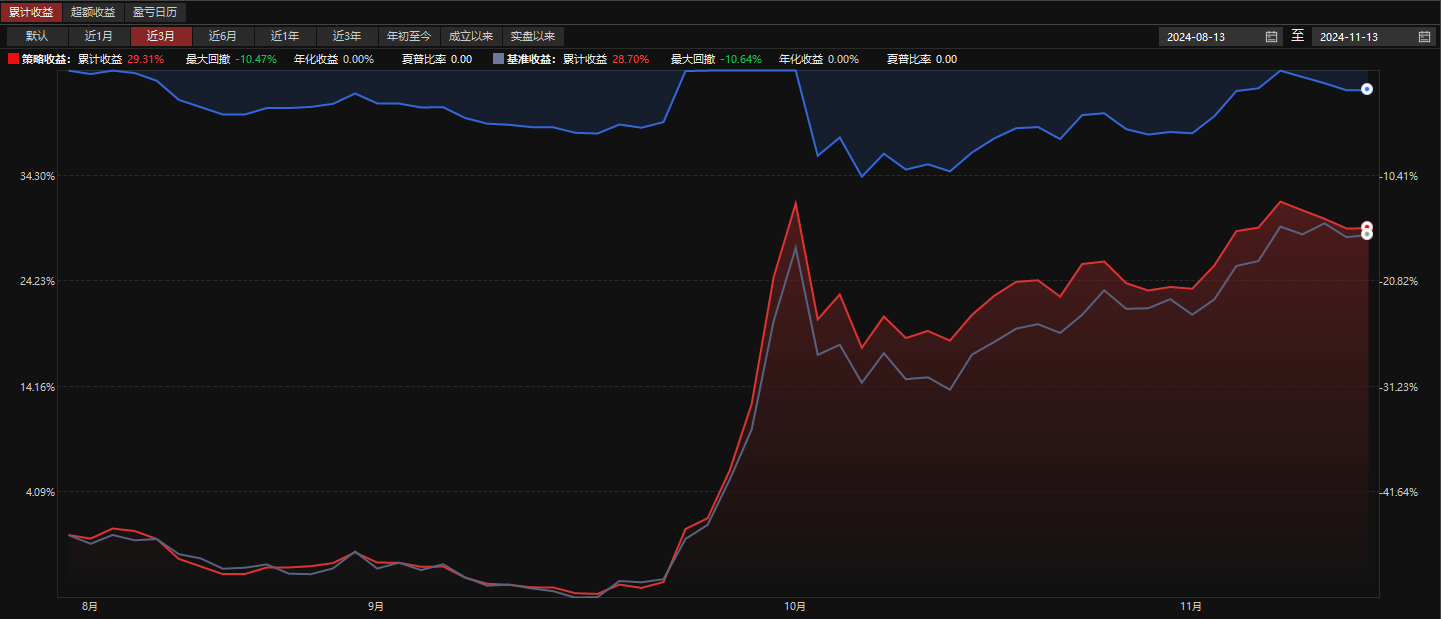 累计收益 超额收益 盈亏日历
默认 近1月 近3月 近6月 近1年 近3年 年初至今 成立以来 实盘以来 2024-08-13 至 2024-11-13
策略收益: 累计收益 29.31% 最大回撤 -10.47% 年化收益 0.00% 夏普比率 0.00 基准收益: 累计收益 28.70% 最大回撤 -10.64% 年化收益 0.00% 夏普比率 0.00
34.30% -10.41%
24.23% -20.82%
14.16% -31.23%
4.09% -41.64%
8月 9月 10月 11月